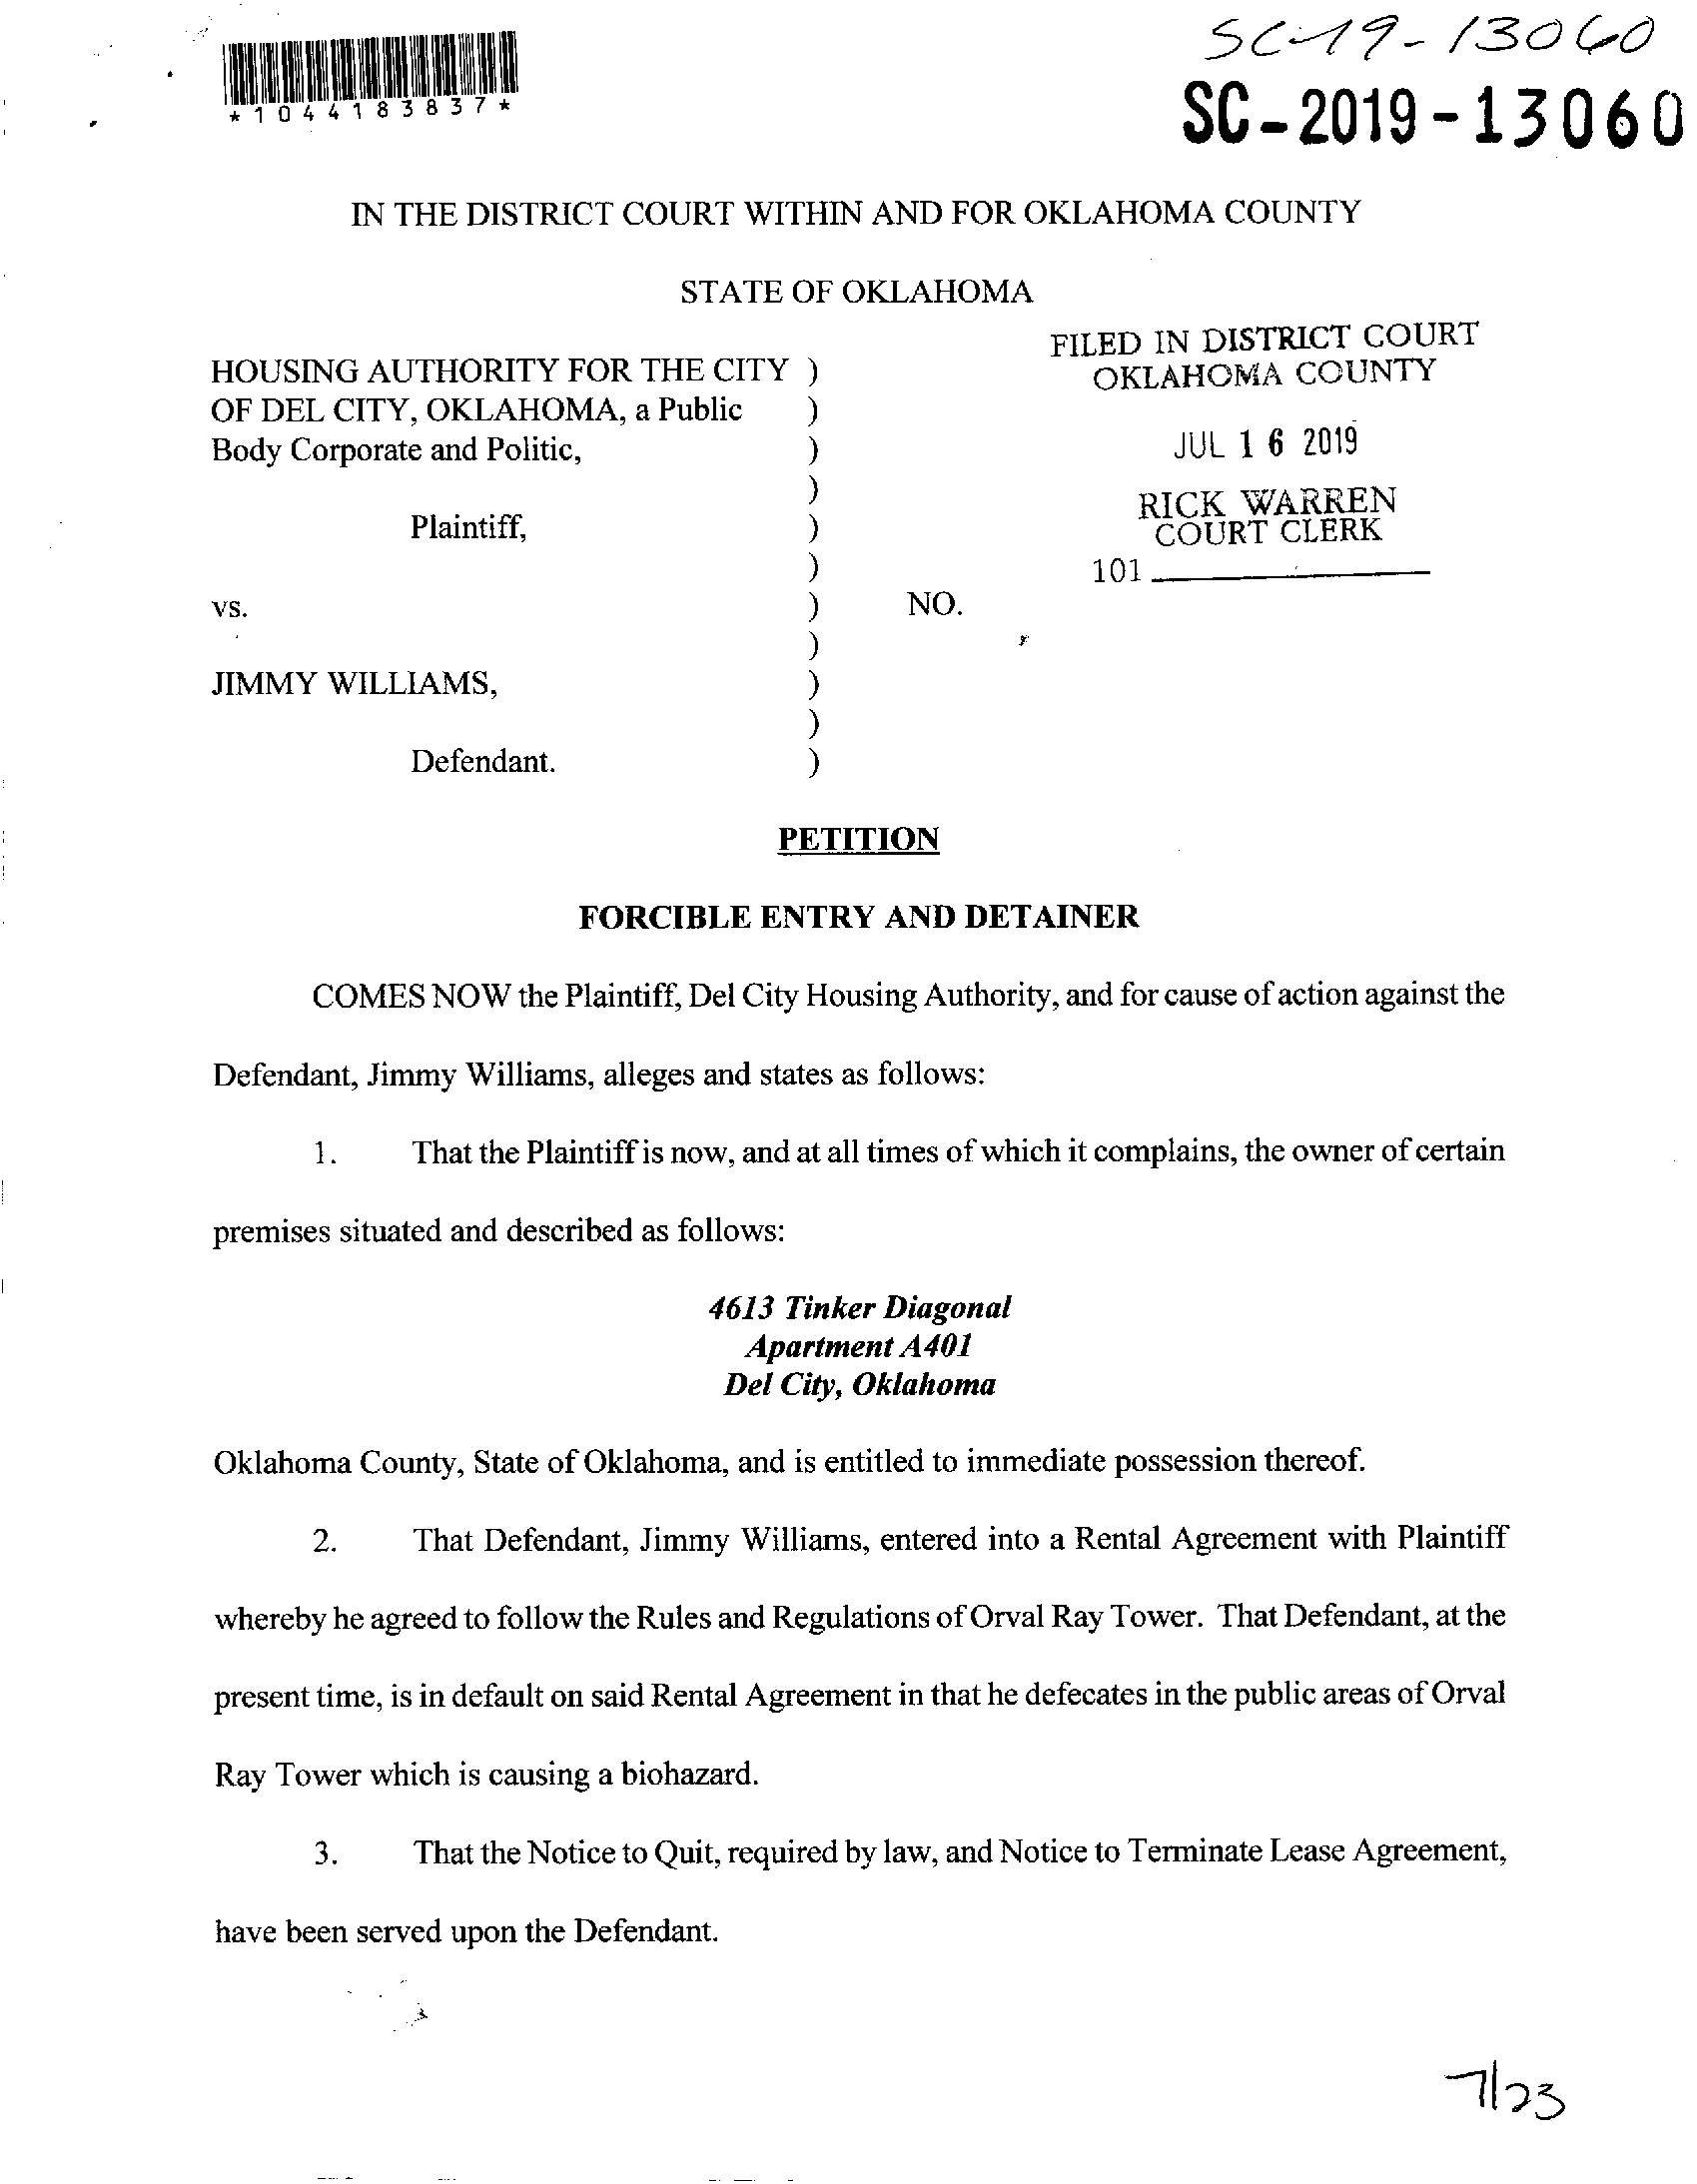 SC-19-13060
*1044183837*
SC-2019-13060
IN THE DISTRICT COURT WITHIN AND FOR OKLAHOMA COUNTY
STATE OF OKLAHOMA
FILED IN DISTRICT COURT
OKLAHOMA COUNTY
JUL 16 2019
RICK WARREN
COURT CLERK
101
HOUSING AUTHORITY FOR THE CITY )
OF DEL CITY, OKLAHOMA, a Public )
Body Corporate and Politic, )
)
Plaintiff, )
)
vs. ) NO.
)
JIMMY WILLIAMS, )
)
Defendant. )
PETITION
FORCIBLE ENTRY AND DETAINER
COMES NOW the Plaintiff, Del City Housing Authority, and for cause of action against the
Defendant, Jimmy Williams, alleges and states as follows:
1. That the Plaintiff is now, and at all times of which it complains, the owner of certain
premises situated and described as follows:
4613 Tinker Diagonal
Apartment A401
Del City, Oklahoma
Oklahoma County, State of Oklahoma, and is entitled to immediate possession thereof.
2. That Defendant, Jimmy Williams, entered into a Rental Agreement with Plaintiff
whereby he agreed to follow the Rules and Regulations of Orval Ray Tower. That Defendant, at the
present time, is in default on said Rental Agreement in that he defecates in the public areas of Orval
Ray Tower which is causing a biohazard.
3. That the Notice to Quit, required by law, and Notice to Terminate Lease Agreement,
have been served upon the Defendant.
7/23